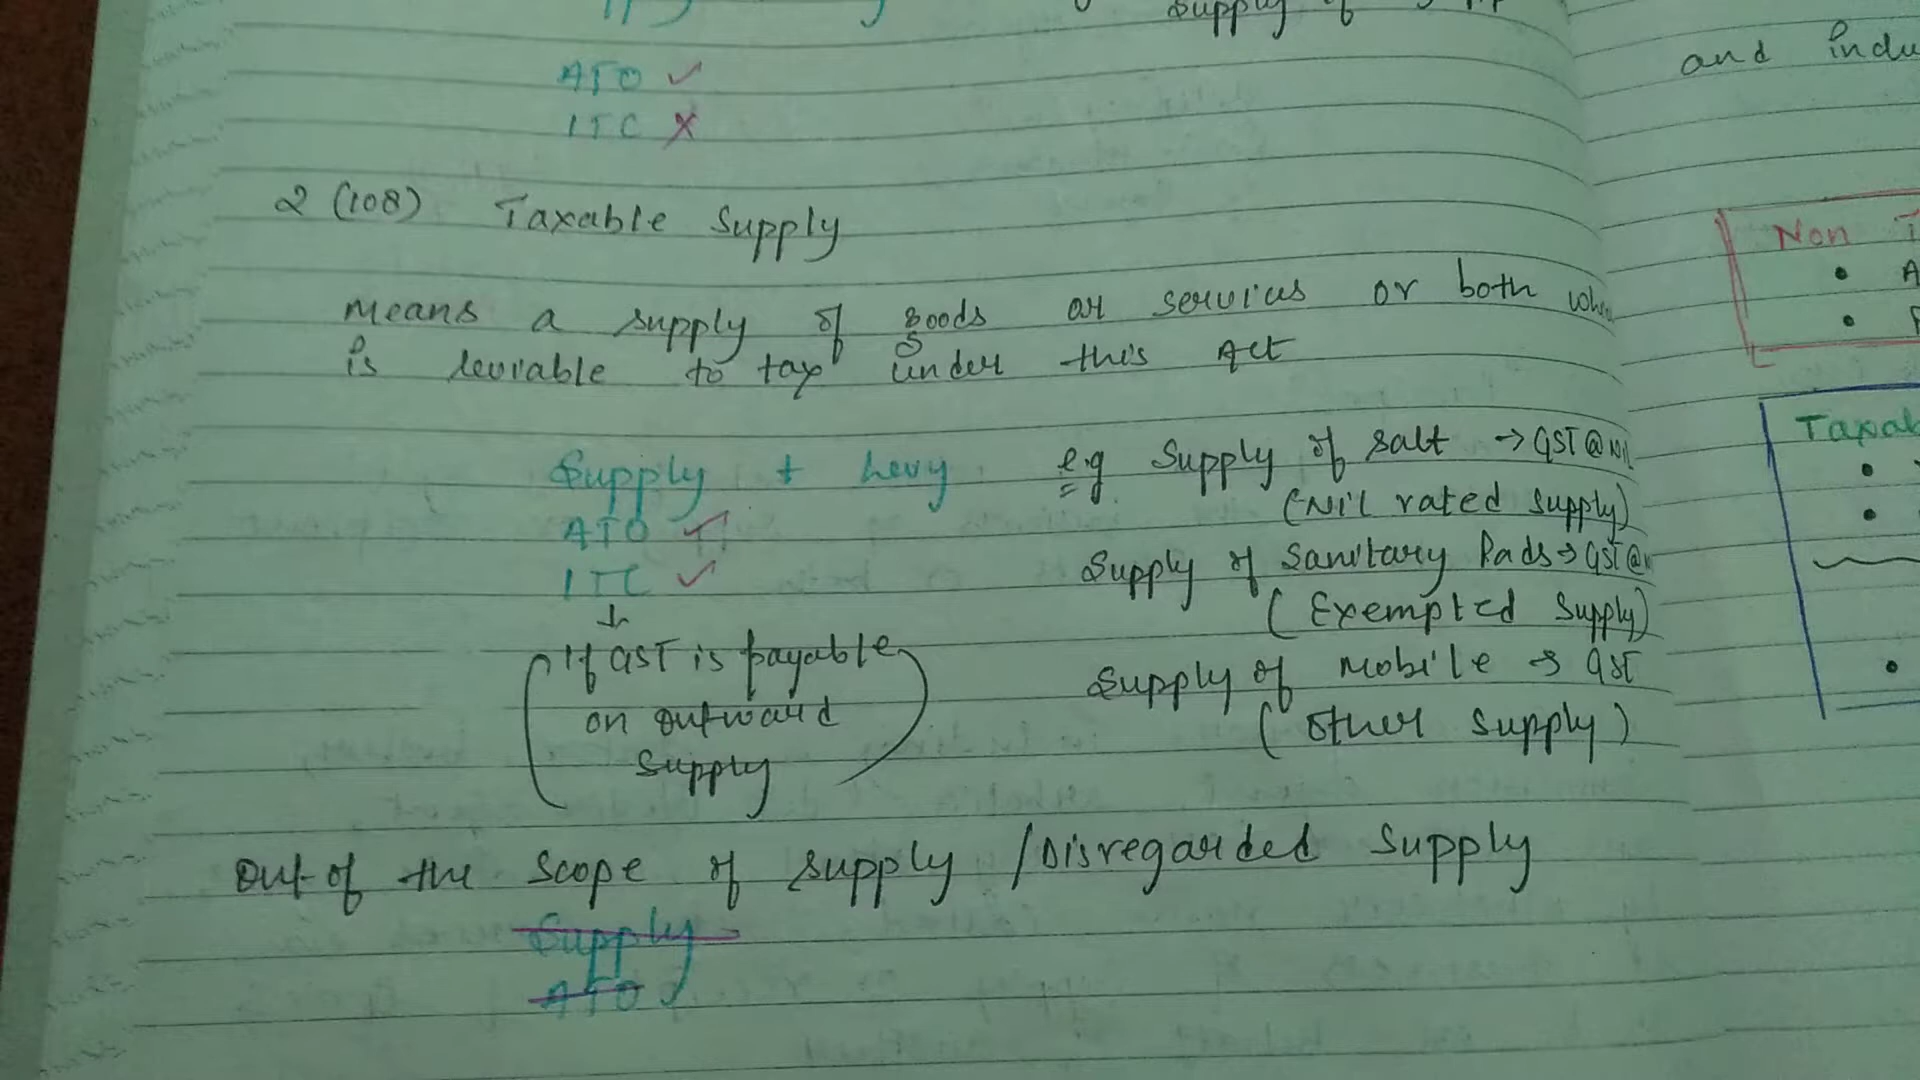 supply of
ATO ✓
ITC ✗
2 (108) Taxable Supply
means a supply of goods or services or both
is leviable to tax under this Act
Supply + Levy
ATO ✓
ITC ✓
(If GST is payable
on outward
supply)
e.g Supply of salt → GST@Nil
(Nil rated supply)
Supply of Sanitary Pads → GST@
(Exempted Supply)
Supply of mobile → GST
(other supply)
out of the scope of supply / Disregarded Supply
Supply
ATO
and
Non